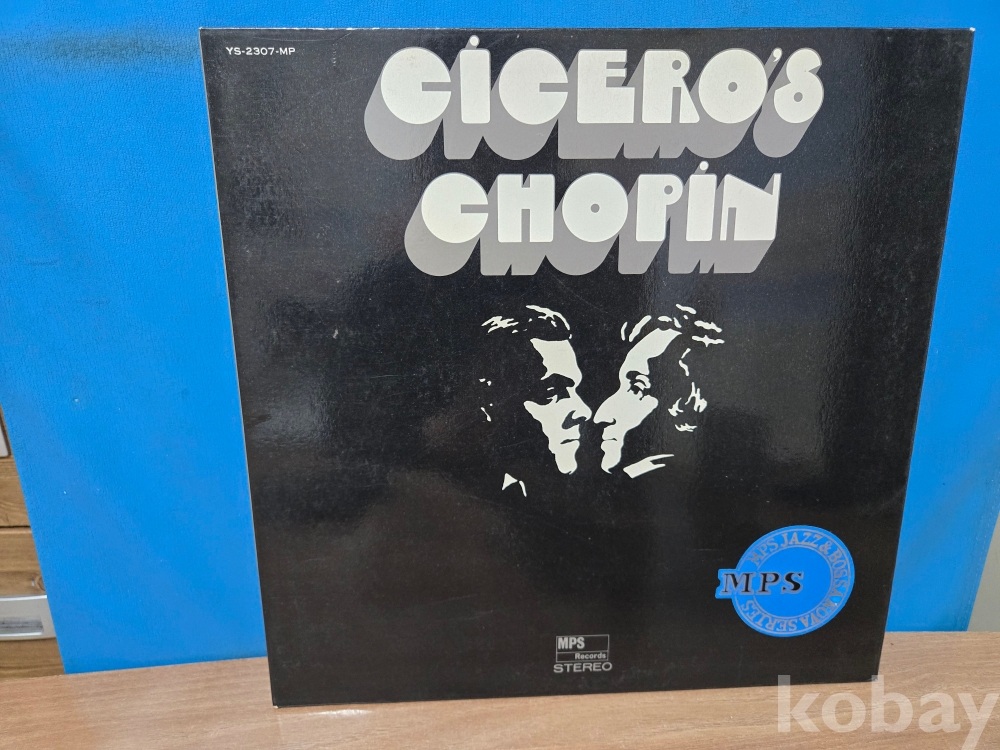 YS-2307-MP
CICERO'S
CHOPIN
MPS JAZZ & BOSSA NOVA SERIES
MPS
MPS
Records
STEREO
kobay